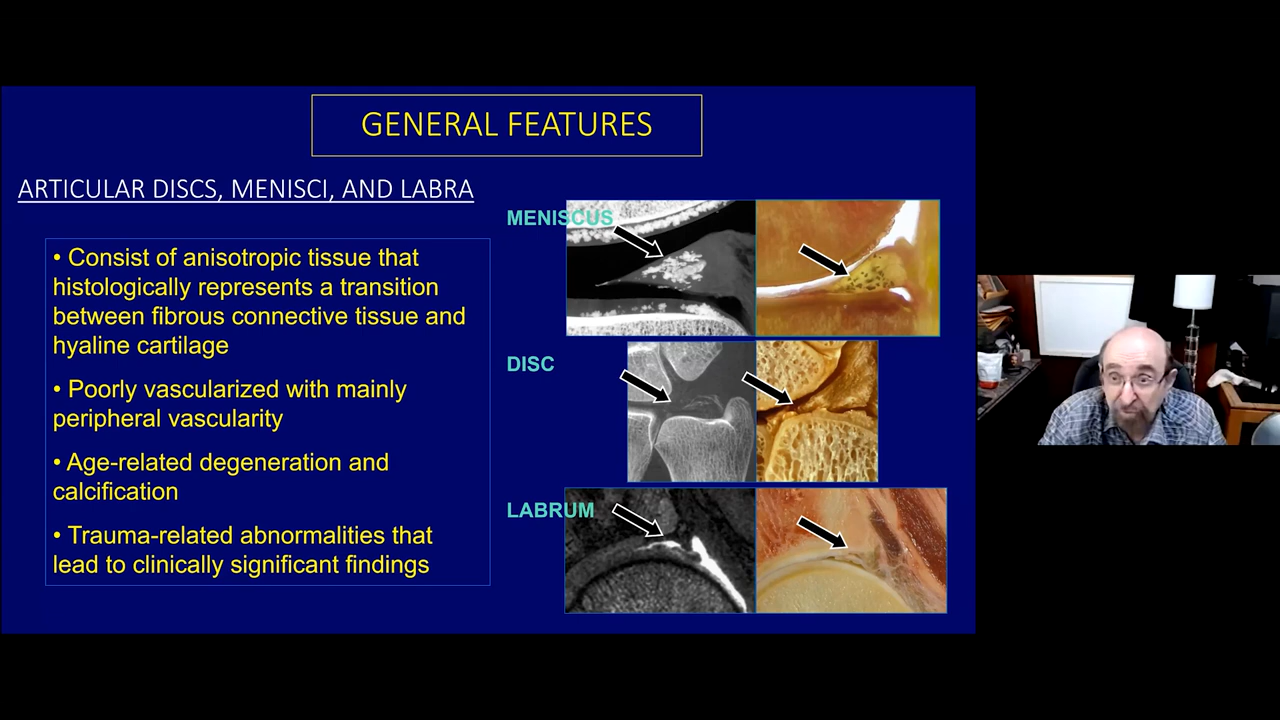 GENERAL FEATURES
ARTICULAR DISCS, MENISCI, AND LABRA
• Consist of anisotropic tissue that
histologically represents a transition
between fibrous connective tissue and
hyaline cartilage
• Poorly vascularized with mainly
peripheral vascularity
• Age-related degeneration and
calcification
• Trauma-related abnormalities that
lead to clinically significant findings
MENISCUS
DISC
LABRUM